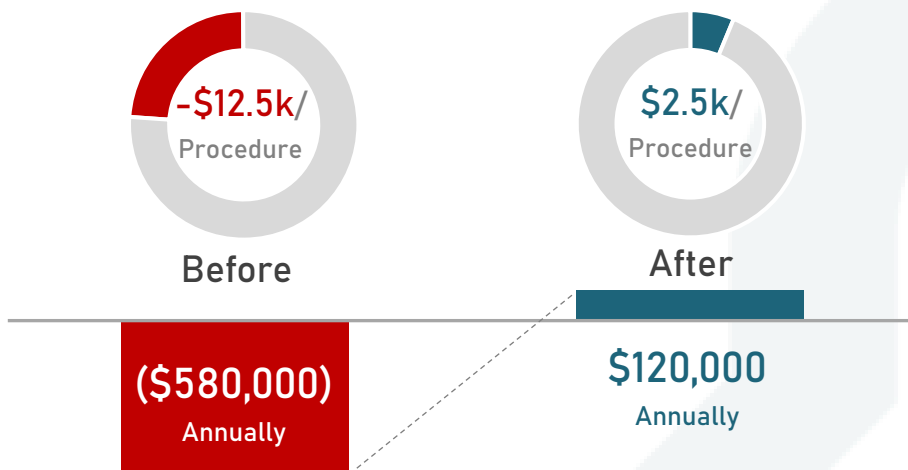 -$12.5k/
Procedure
$2.5k/
Procedure
Before
After
($580,000)
Annually
$120,000
Annually